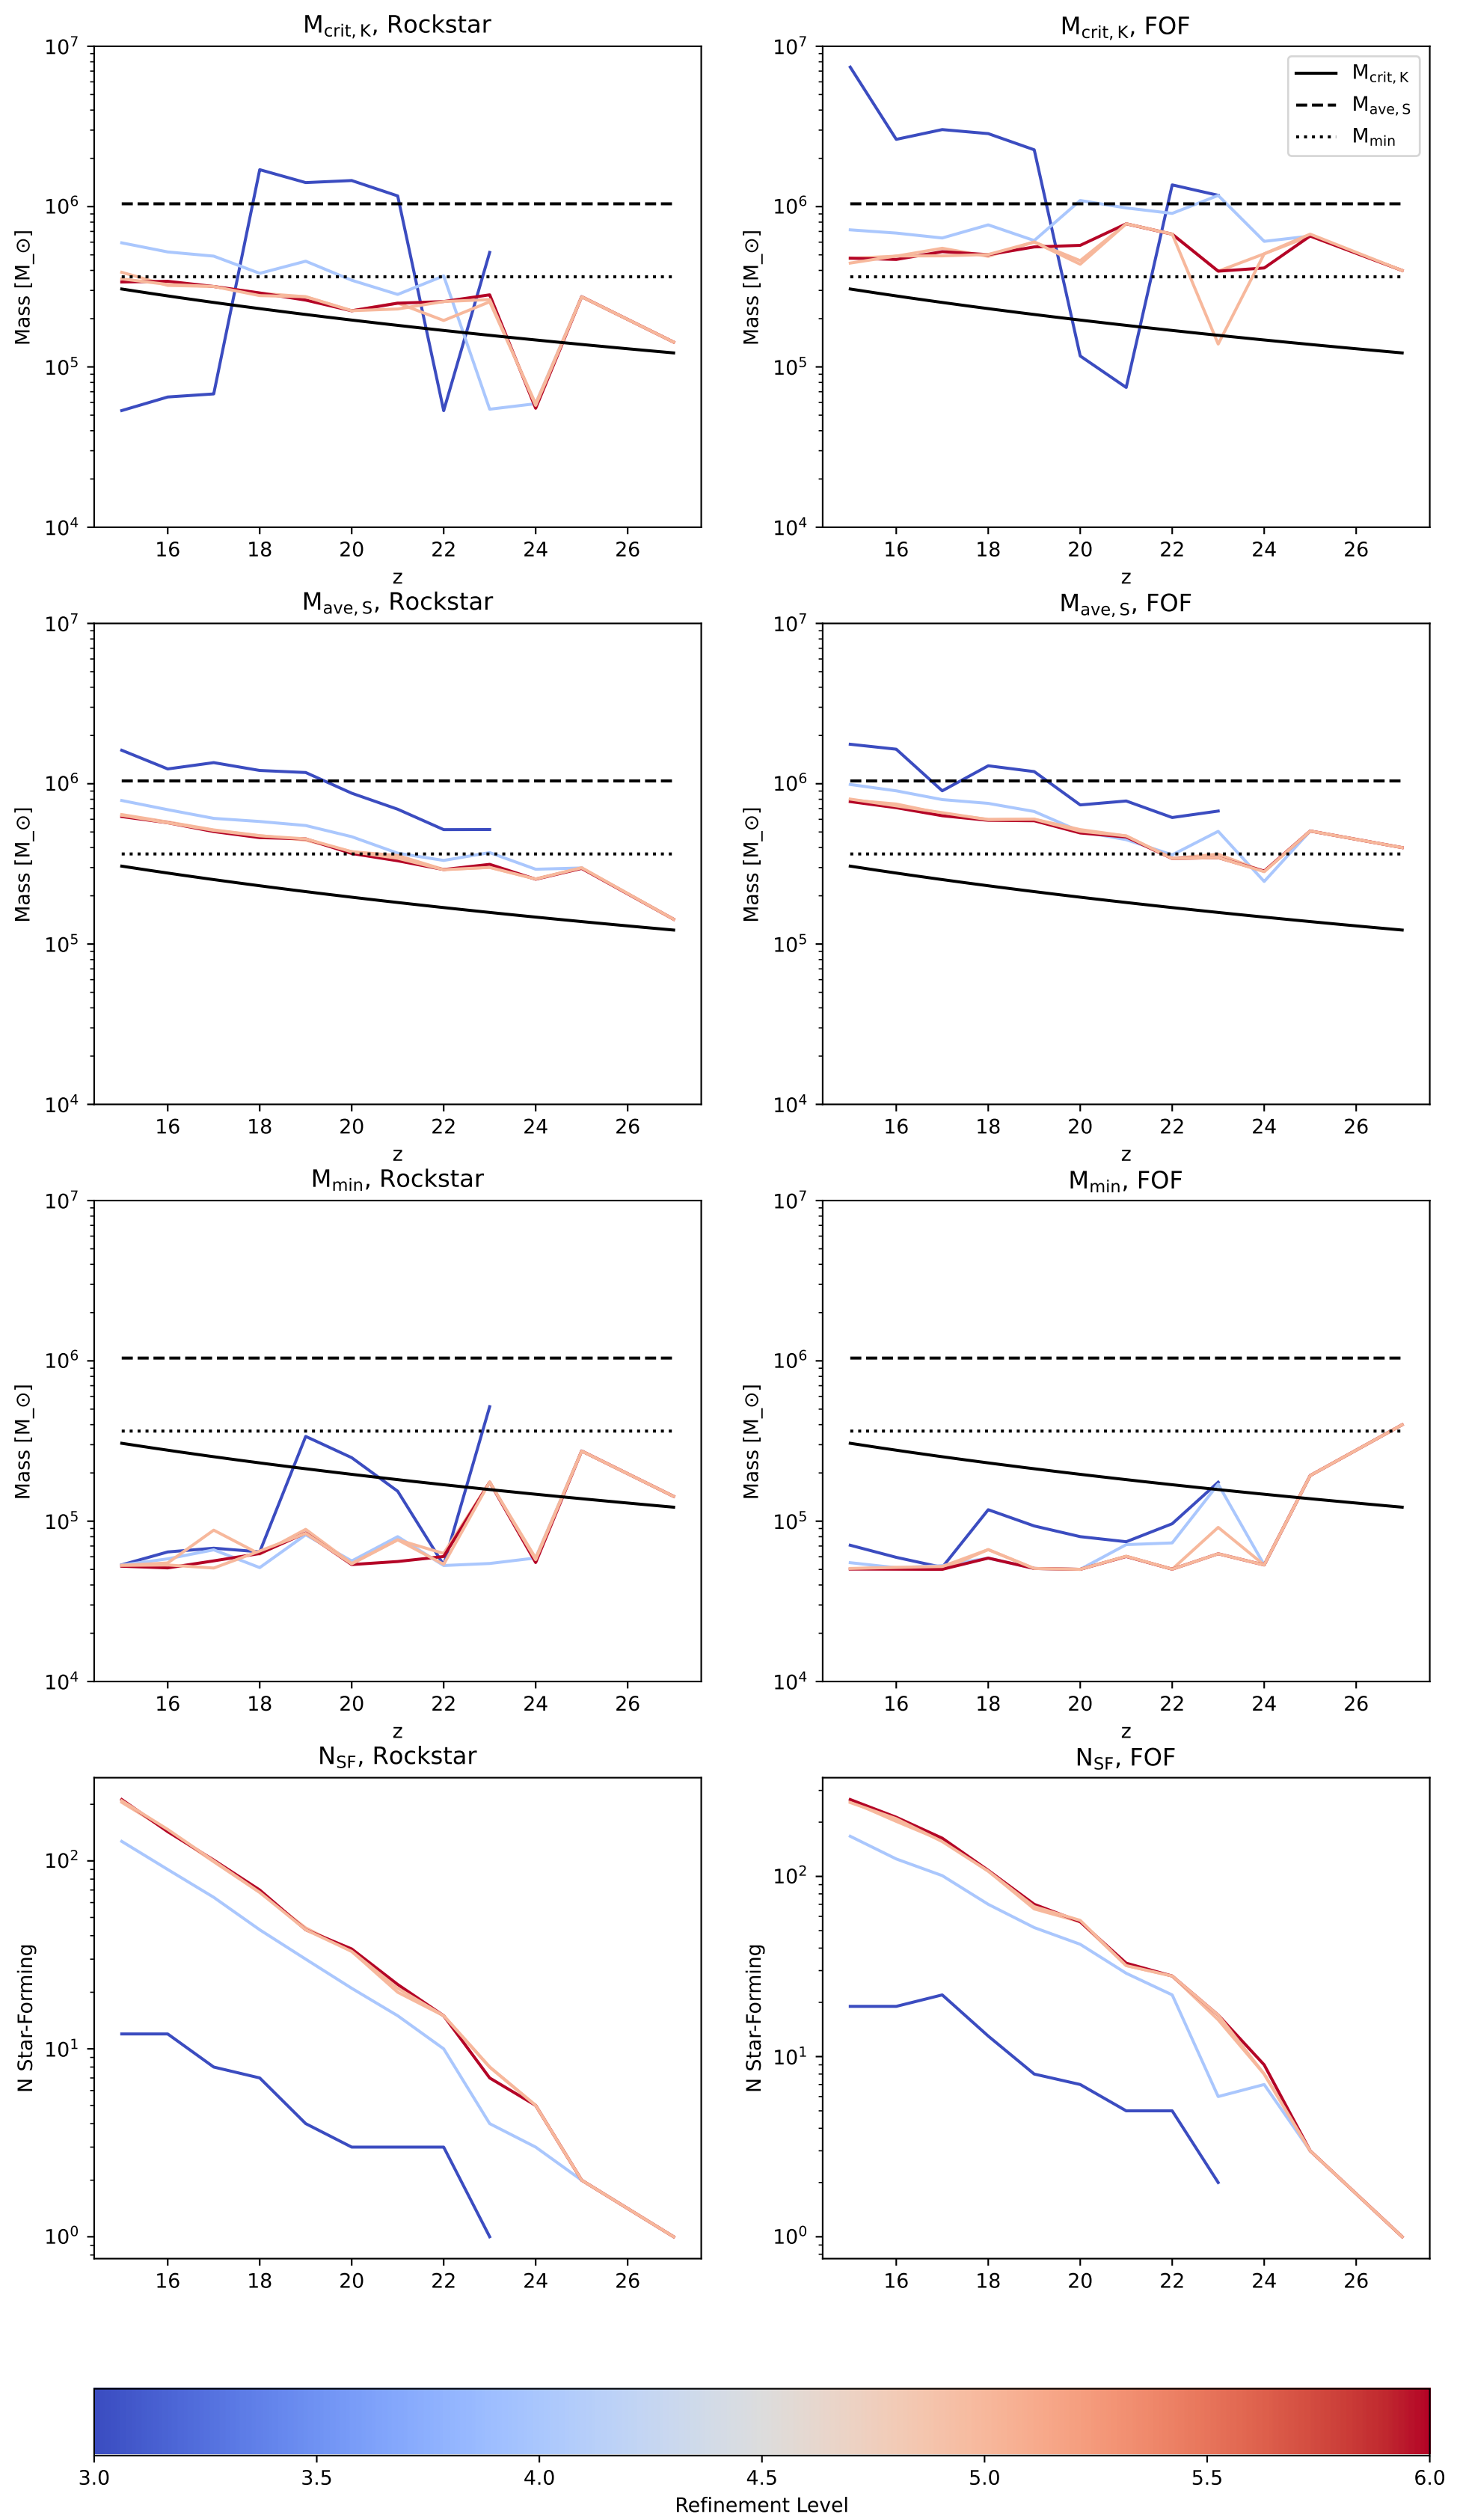 M_crit, K, Rockstar
10^7
10^6
10^5
10^4
Mass [M_⊙]
16 18 20 22 24 26
z
M_crit, K, FOF
10^7
10^6
10^5
10^4
Mass [M_⊙]
M_crit, K
M_ave, S
M_min
16 18 20 22 24 26
z
M_ave, S, Rockstar
10^7
10^6
10^5
10^4
Mass [M_⊙]
16 18 20 22 24 26
z
M_ave, S, FOF
10^7
10^6
10^5
10^4
Mass [M_⊙]
16 18 20 22 24 26
z
M_min, Rockstar
10^7
10^6
10^5
10^4
Mass [M_⊙]
16 18 20 22 24 26
z
M_min, FOF
10^7
10^6
10^5
10^4
Mass [M_⊙]
16 18 20 22 24 26
z
N_SF, Rockstar
10^2
10^1
10^0
N Star-Forming
16 18 20 22 24 26
N_SF, FOF
10^2
10^1
10^0
N Star-Forming
16 18 20 22 24 26
3.0 3.5 4.0 4.5 5.0 5.5 6.0
Refinement Level